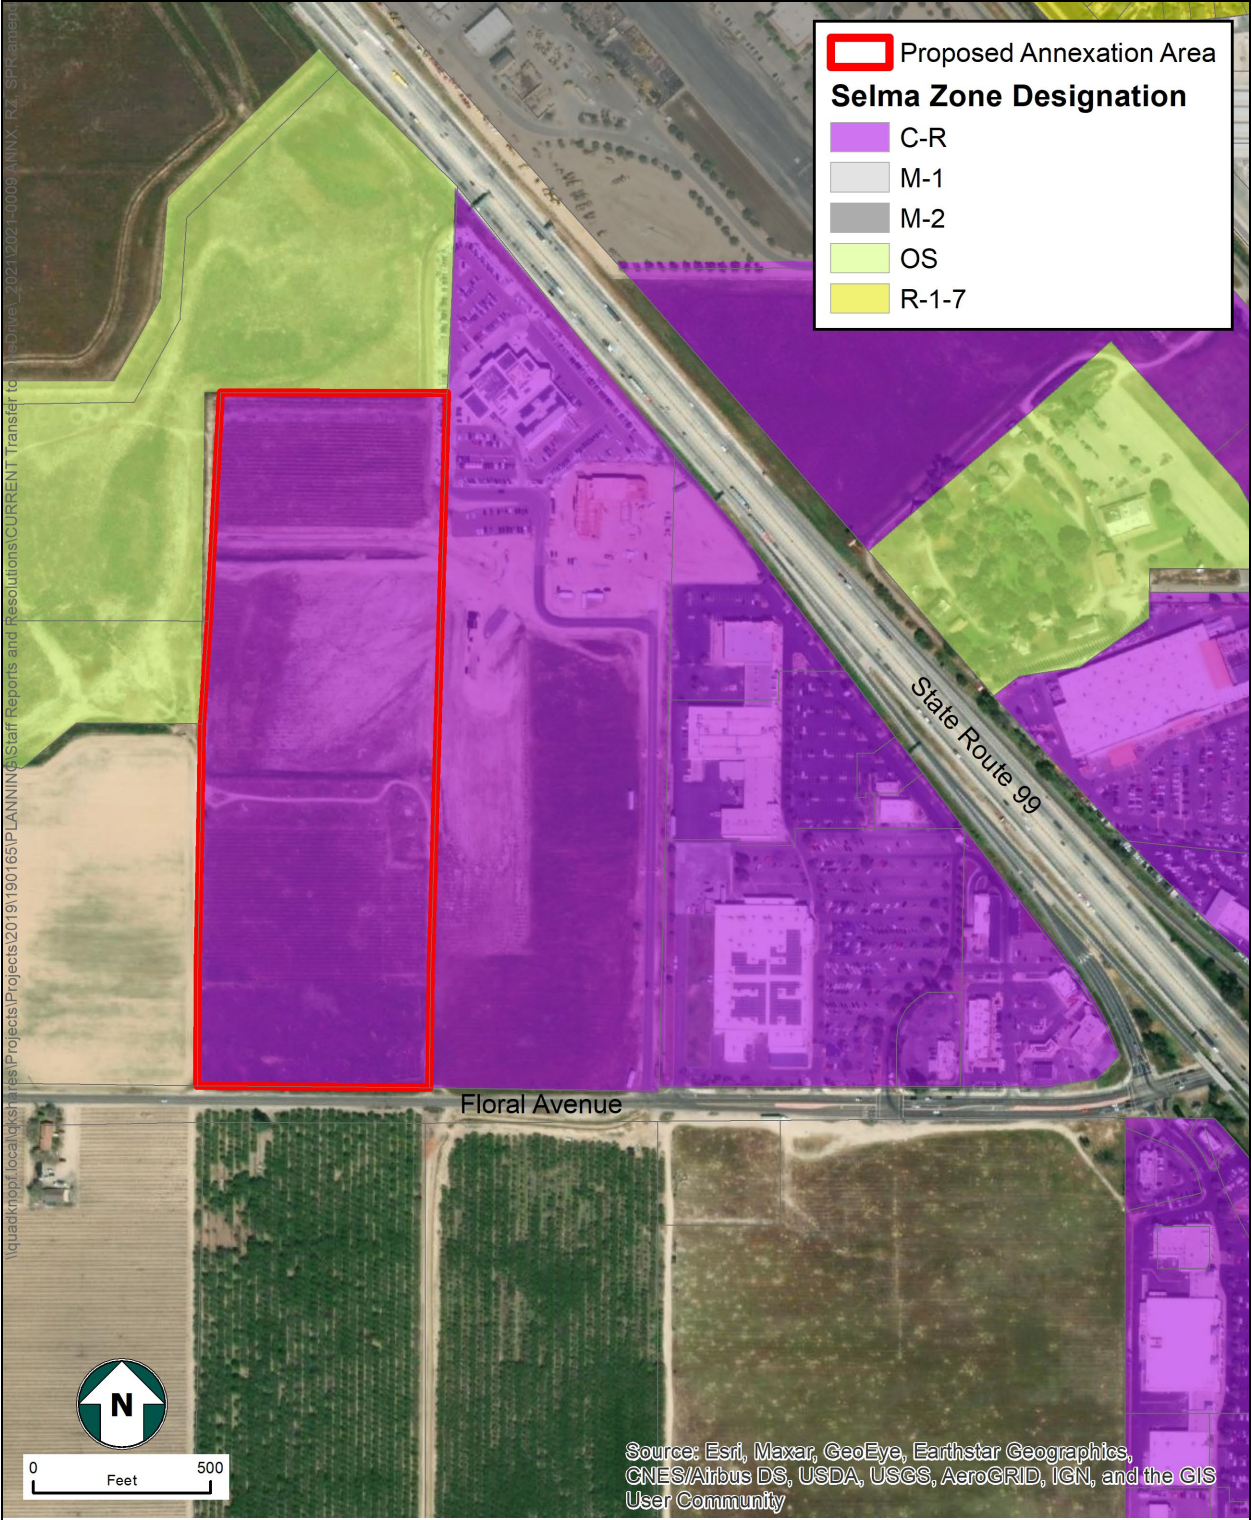 Proposed Annexation Area
Selma Zone Designation
C-R
M-1
M-2
OS
R-1-7
State Route 99
Floral Avenue
N
0
500
Feet
Source: Esri, Maxar, GeoEye, Earthstar Geographics,
CNES/Airbus DS, USDA, USGS, AeroGRID, IGN, and the GIS
User Community